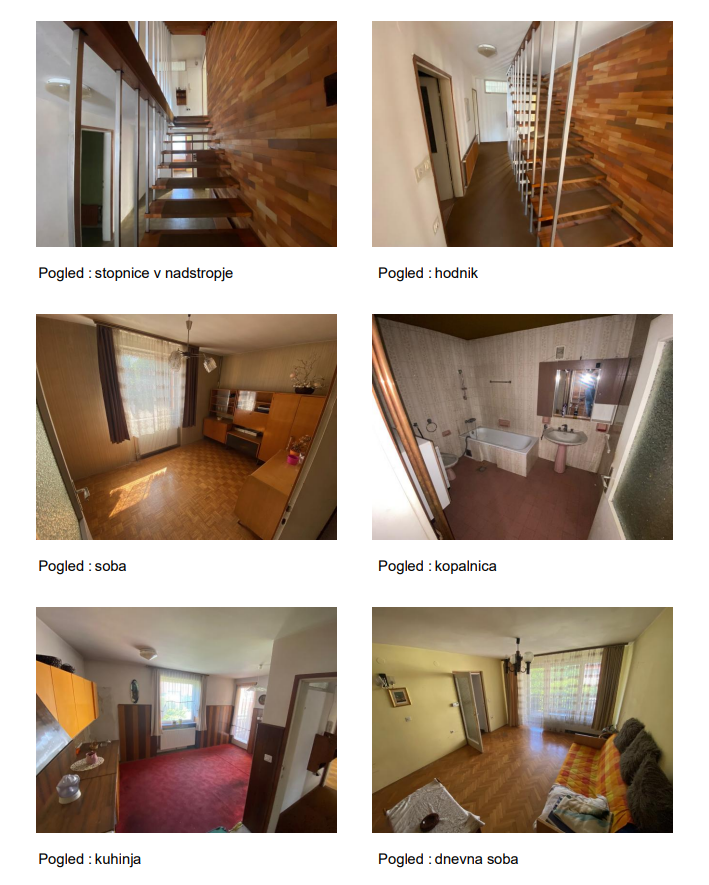 Pogled : stopnice v nadstropje
Pogled : hodnik
Pogled : soba
Pogled : kopalnica
Pogled : kuhinja
Pogled : dnevna soba